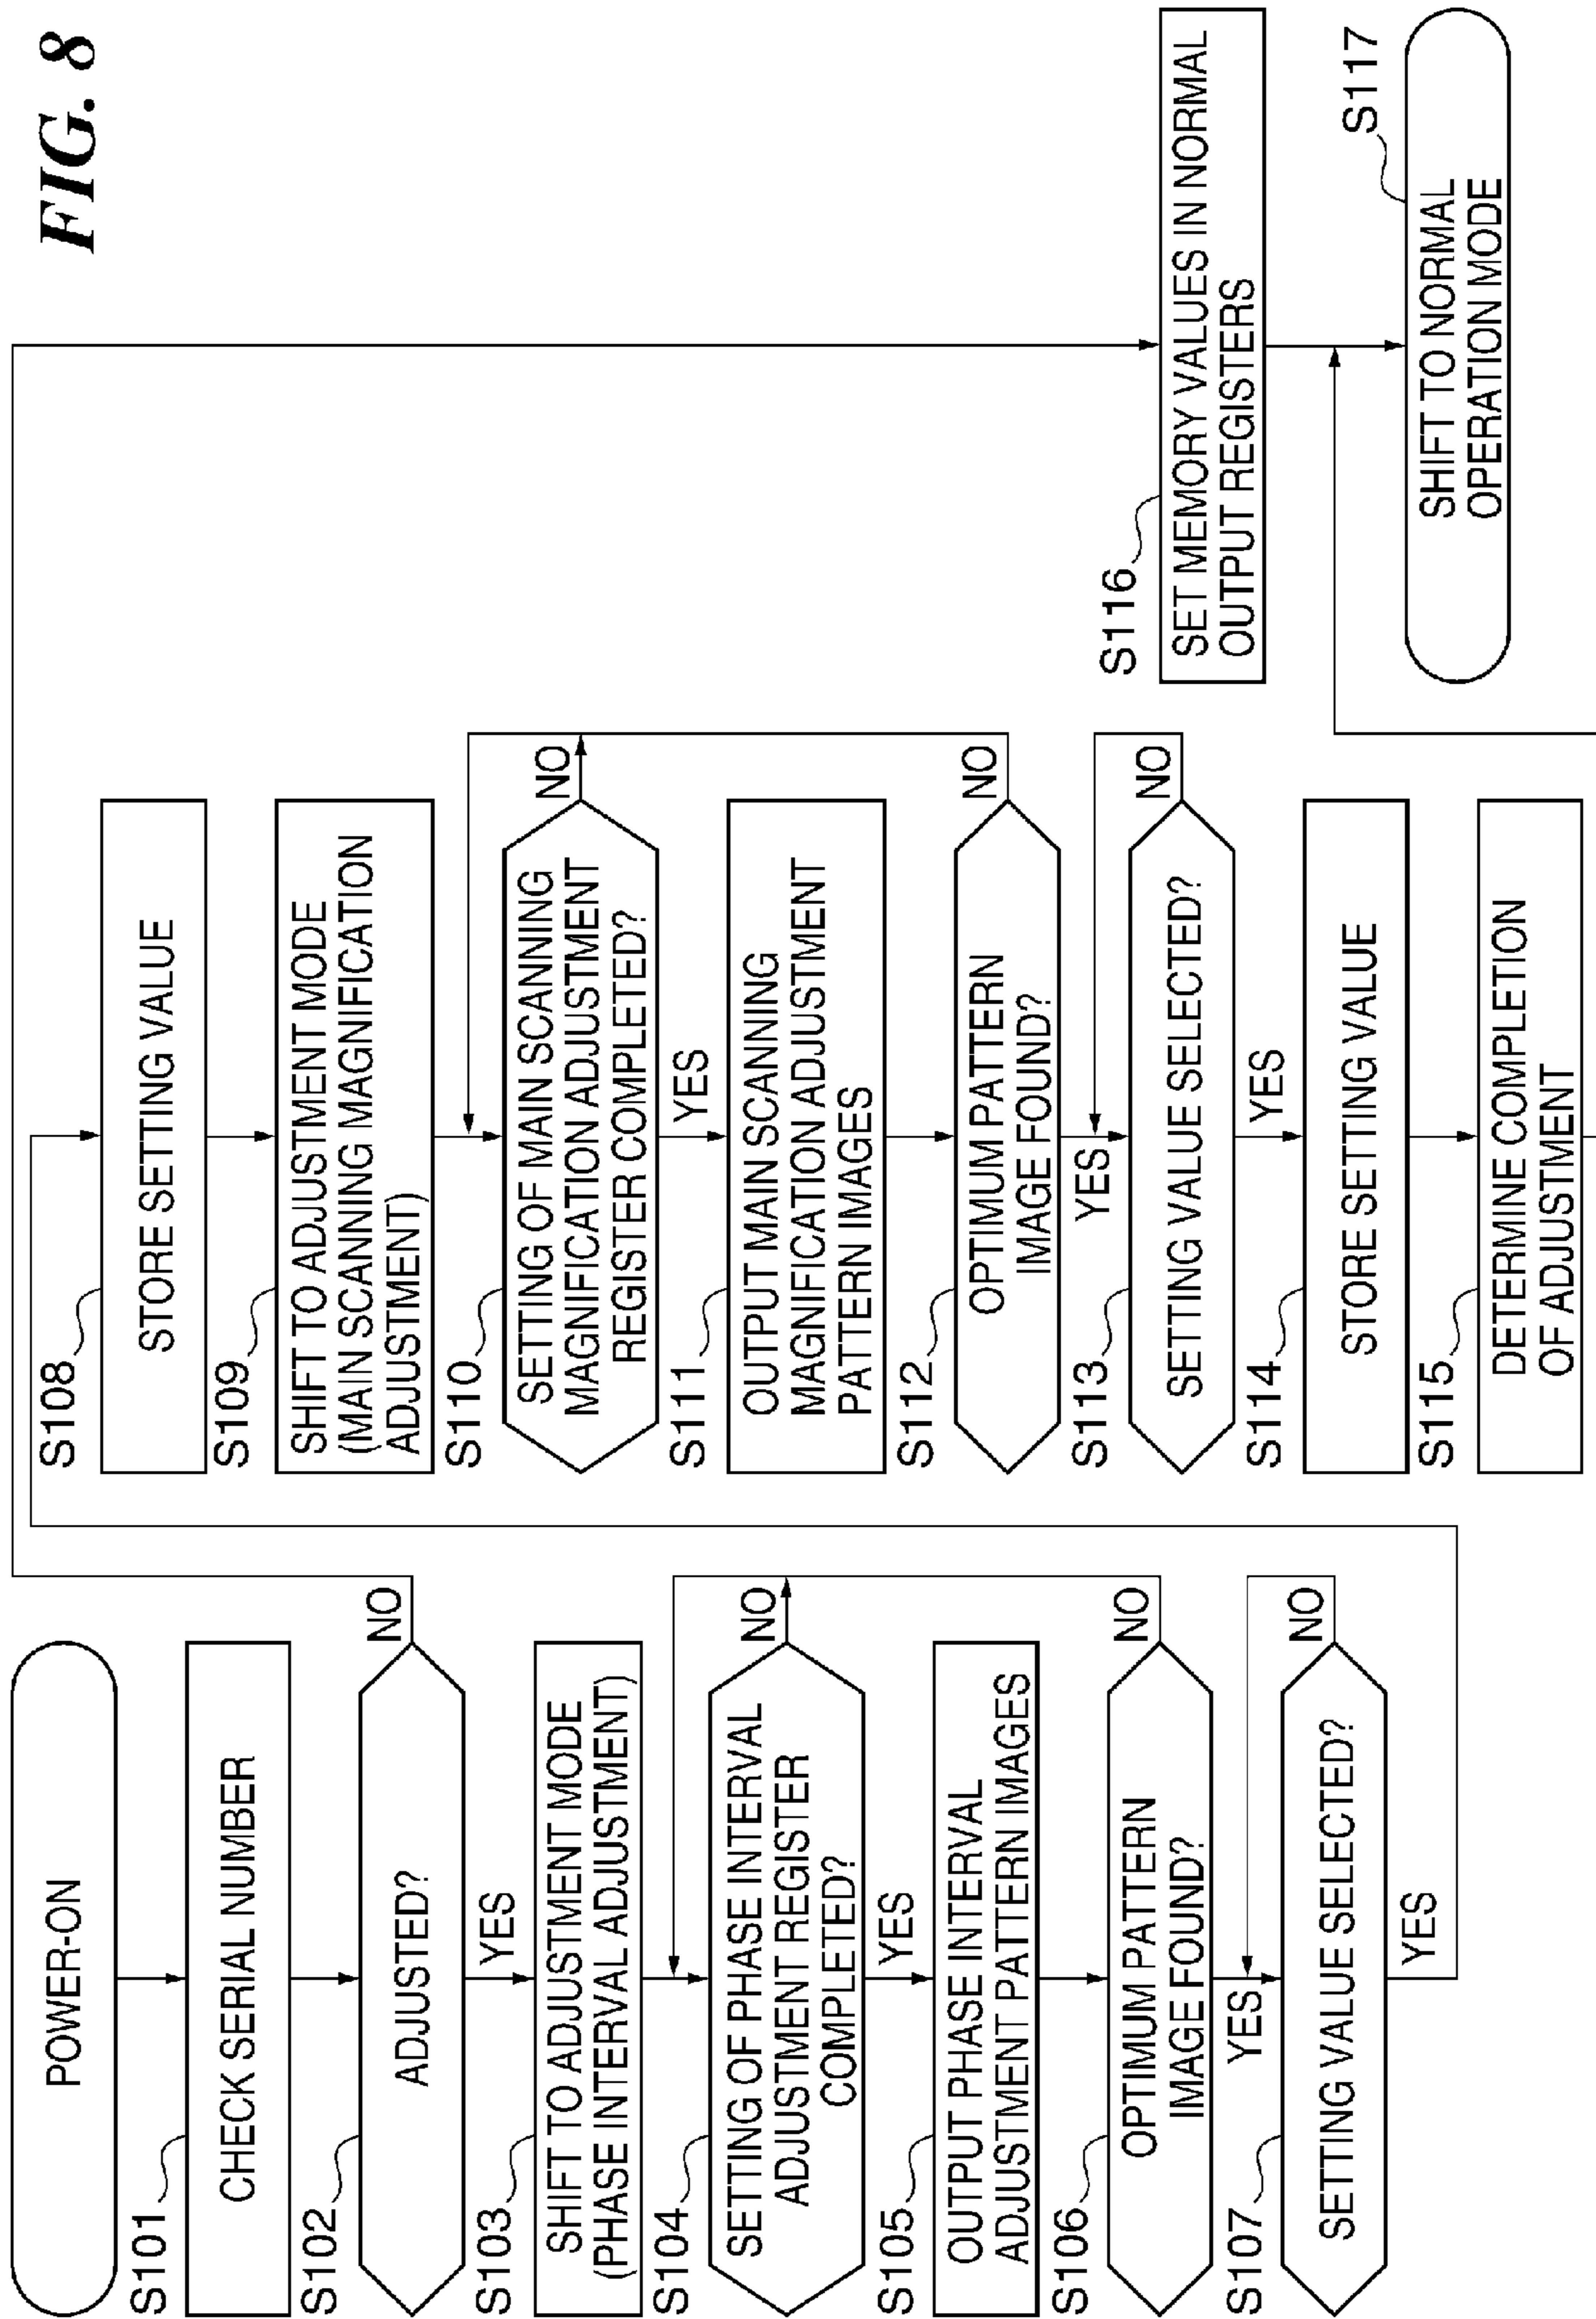 FIG. 8
POWER-ON
S101
CHECK SERIAL NUMBER
S102
ADJUSTED?
NO
YES
S103
SHIFT TO ADJUSTMENT MODE
(PHASE INTERVAL ADJUSTMENT)
S104
SETTING OF PHASE INTERVAL
ADJUSTMENT REGISTER
COMPLETED?
NO
YES
S105
OUTPUT PHASE INTERVAL
ADJUSTMENT PATTERN IMAGES
S106
OPTIMUM PATTERN
IMAGE FOUND?
NO
YES
S107
SETTING VALUE SELECTED?
NO
YES
S108
STORE SETTING VALUE
S109
SHIFT TO ADJUSTMENT MODE
(MAIN SCANNING MAGNIFICATION
ADJUSTMENT)
S110
SETTING OF MAIN SCANNING
MAGNIFICATION ADJUSTMENT
REGISTER COMPLETED?
NO
YES
S111
OUTPUT MAIN SCANNING
MAGNIFICATION ADJUSTMENT
PATTERN IMAGES
S112
OPTIMUM PATTERN
IMAGE FOUND?
NO
YES
S113
SETTING VALUE SELECTED?
NO
YES
S114
STORE SETTING VALUE
S115
DETERMINE COMPLETION
OF ADJUSTMENT
S116
SET MEMORY VALUES IN NORMAL
OUTPUT REGISTERS
S117
SHIFT TO NORMAL
OPERATION MODE